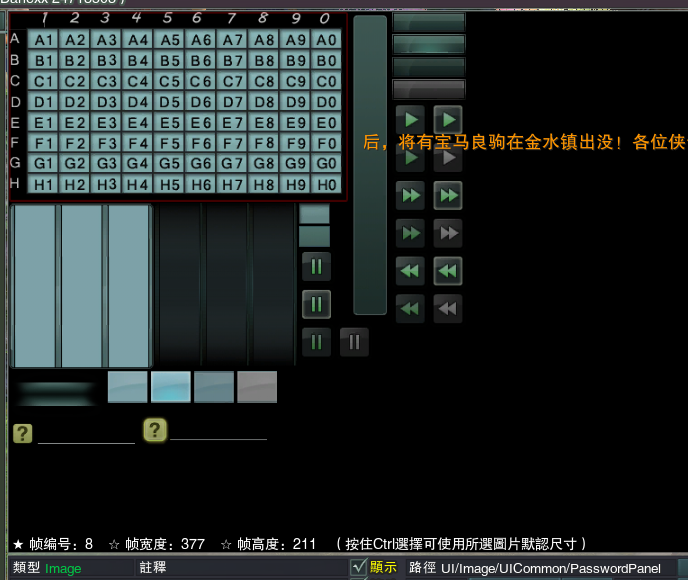 1 2 3 4 5 6 7 8 9 0
A A1 A2 A3 A4 A5 A6 A7 A8 A9 A0
B B1 B2 B3 B4 B5 B6 B7 B8 B9 B0
C C1 C2 C3 C4 C5 C6 C7 C8 C9 C0
D D1 D2 D3 D4 D5 D6 D7 D8 D9 D0
E E1 E2 E3 E4 E5 E6 E7 E8 E9 E0
F F1 F2 F3 F4 F5 F6 F7 F8 F9 F0
G G1 G2 G3 G4 G5 G6 G7 G8 G9 G0
H H1 H2 H3 H4 H5 H6 H7 H8 H9 H0
后，将有宝马良驹在金水镇出没！各位侠
? ?
★ 帧编号：8 ☆ 帧宽度：377 ☆ 帧高度：211 （按住Ctrl選擇可使用所選圖片默認尺寸）
類型 Image 註釋 顯示 路徑 UI/Image/UICommon/PasswordPanel